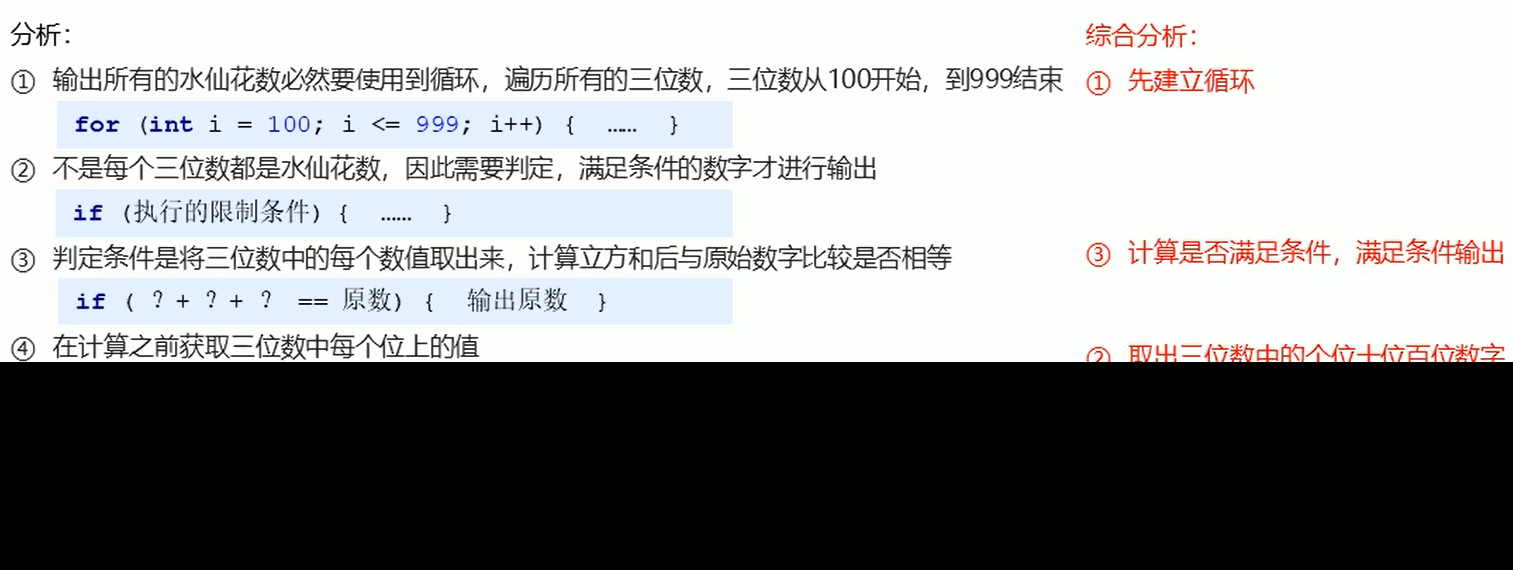 分析：
① 输出所有的水仙花数必然要使用到循环，遍历所有的三位数，三位数从100开始，到999结束
for (int i = 100; i <= 999; i++) { …… }
② 不是每个三位数都是水仙花数，因此需要判定，满足条件的数字才进行输出
if (执行的限制条件) { …… }
③ 判定条件是将三位数中的每个数值取出来，计算立方和后与原始数字比较是否相等
if ( ？+ ？+ ？ == 原数) { 输出原数 }
④ 在计算之前获取三位数中每个位上的值
综合分析：
① 先建立循环
③ 计算是否满足条件，满足条件输出
② 取出三位数中的个位十位百位数字